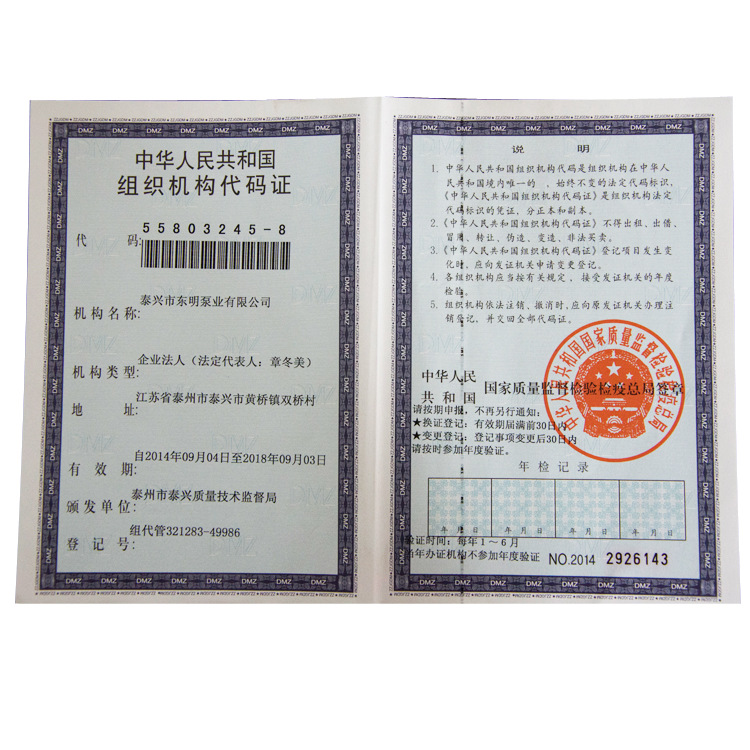 中华人民共和国
组织机构代码证
代 码: 55803245-8
机构名称: 泰兴市东明泵业有限公司
机构类型: 企业法人（法定代表人：章冬美）
地 址: 江苏省泰州市泰兴市黄桥镇双桥村
有 效 期: 自2014年09月04日至2018年09月03日
颁发单位: 泰州市泰兴质量技术监督局
登 记 号: 组代管321283-49986
说 明
1. 中华人民共和国组织机构代码是组织机构在中华人
民共和国境内唯一的、始终不变的法定代码标识，
《中华人民共和国组织机构代码证》是组织机构法定
代码标识的凭证，分正本和副本。
2.《中华人民共和国组织机构代码证》不得出租、出借、
冒用、转让、伪造、变造、非法买卖。
3.《中华人民共和国组织机构代码证》登记项目发生变
化时，应向发证机关申请变更登记。
4. 各组织机构应当按有关规定，接受发证机关的年度
检验。
5. 组织机构依法注销、撤消时，应向原发证机关办理注
销登记，并交回全部代码证。
中华人民
共和国 国家质量监督检验检疫总局签章
请按期申报，不再另行通知：
★换证登记：有效期届满前30日内
★变更登记：登记事项变更后30日内
请按时参加年度验证。
年检记录
年 月 日 年 月 日 年 月 日 年 月 日
验证时间：每年1～6月
当年办证机构不参加年度验证 NO.2014 2926143